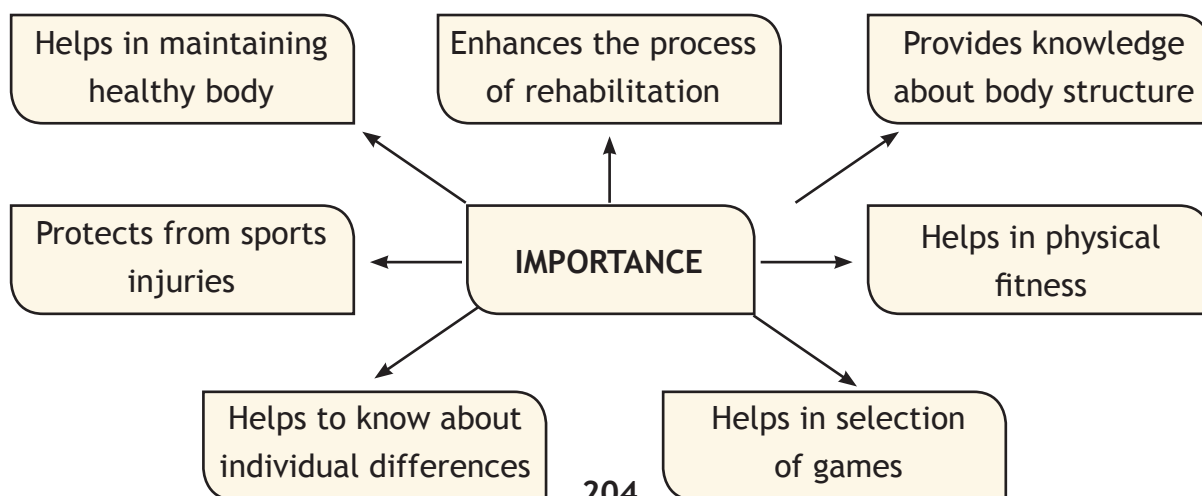 Helps in maintaining
healthy body
Enhances the process
of rehabilitation
Provides knowledge
about body structure
Protects from sports
injuries
IMPORTANCE
Helps in physical
fitness
Helps to know about
individual differences
Helps in selection
of games
204